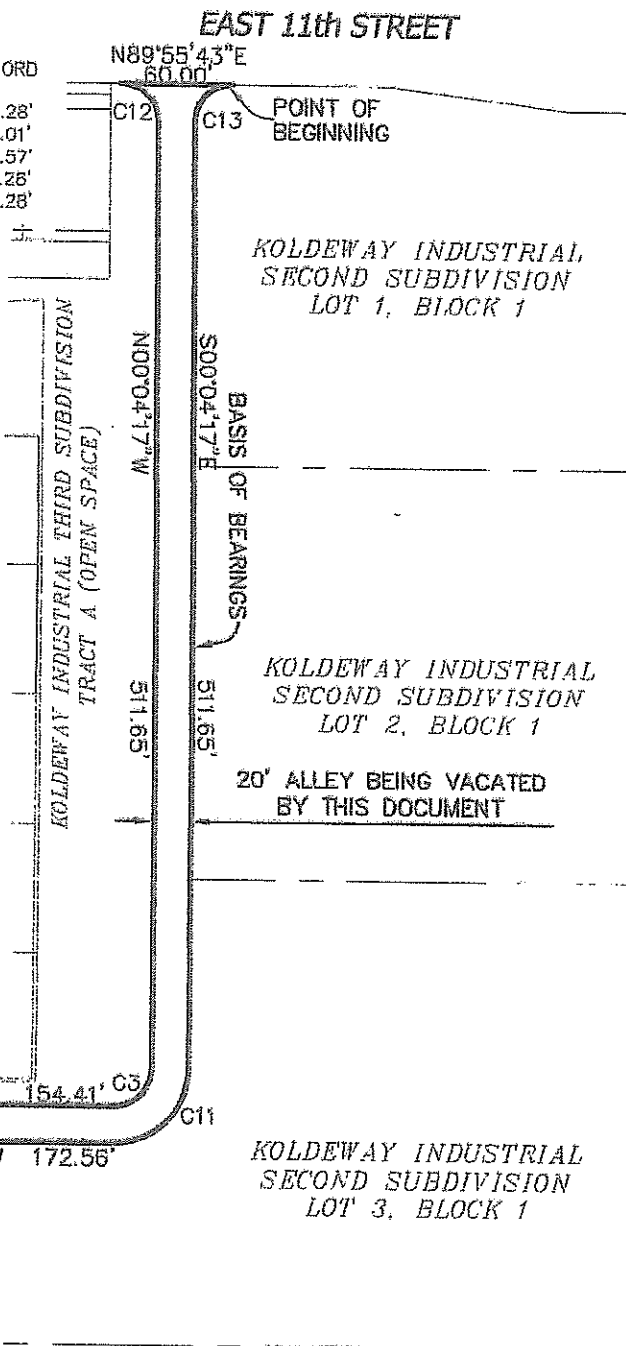 EAST 11th STREET
N89°55'43"E
60.00'
ORD
.28'
.01'
.57'
.28'
.28'
C12
C13
POINT OF
BEGINNING
KOLDEWAY INDUSTRIAL
SECOND SUBDIVISION
LOT 1, BLOCK 1
KOLDEWAY INDUSTRIAL THIRD SUBDIVISION
TRACT A (OPEN SPACE)
N00°04'17"W
511.65'
S00°04'17"E
511.65'
BASIS OF BEARINGS
KOLDEWAY INDUSTRIAL
SECOND SUBDIVISION
LOT 2, BLOCK 1
20' ALLEY BEING VACATED
BY THIS DOCUMENT
154.41'
C3
C11
172.56'
KOLDEWAY INDUSTRIAL
SECOND SUBDIVISION
LOT 3, BLOCK 1